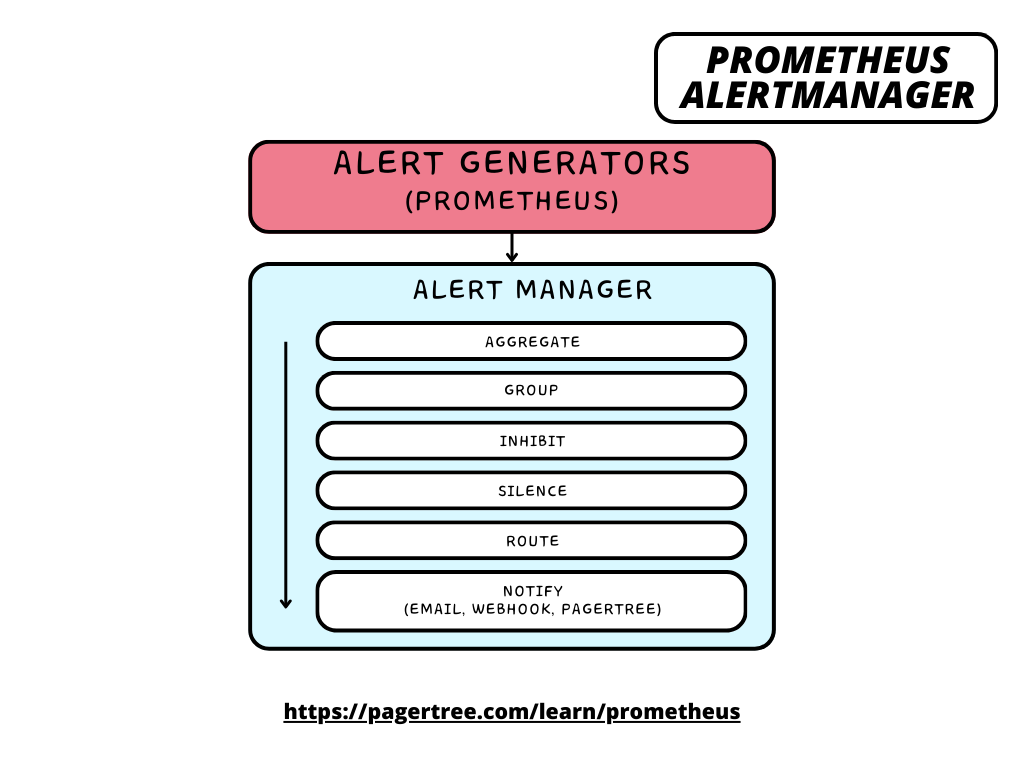 PROMETHEUS
ALERTMANAGER
ALERT GENERATORS
(PROMETHEUS)
ALERT MANAGER
AGGREGATE
GROUP
INHIBIT
SILENCE
ROUTE
NOTIFY
(EMAIL, WEBHOOK, PAGERTREE)
https://pagertree.com/learn/prometheus